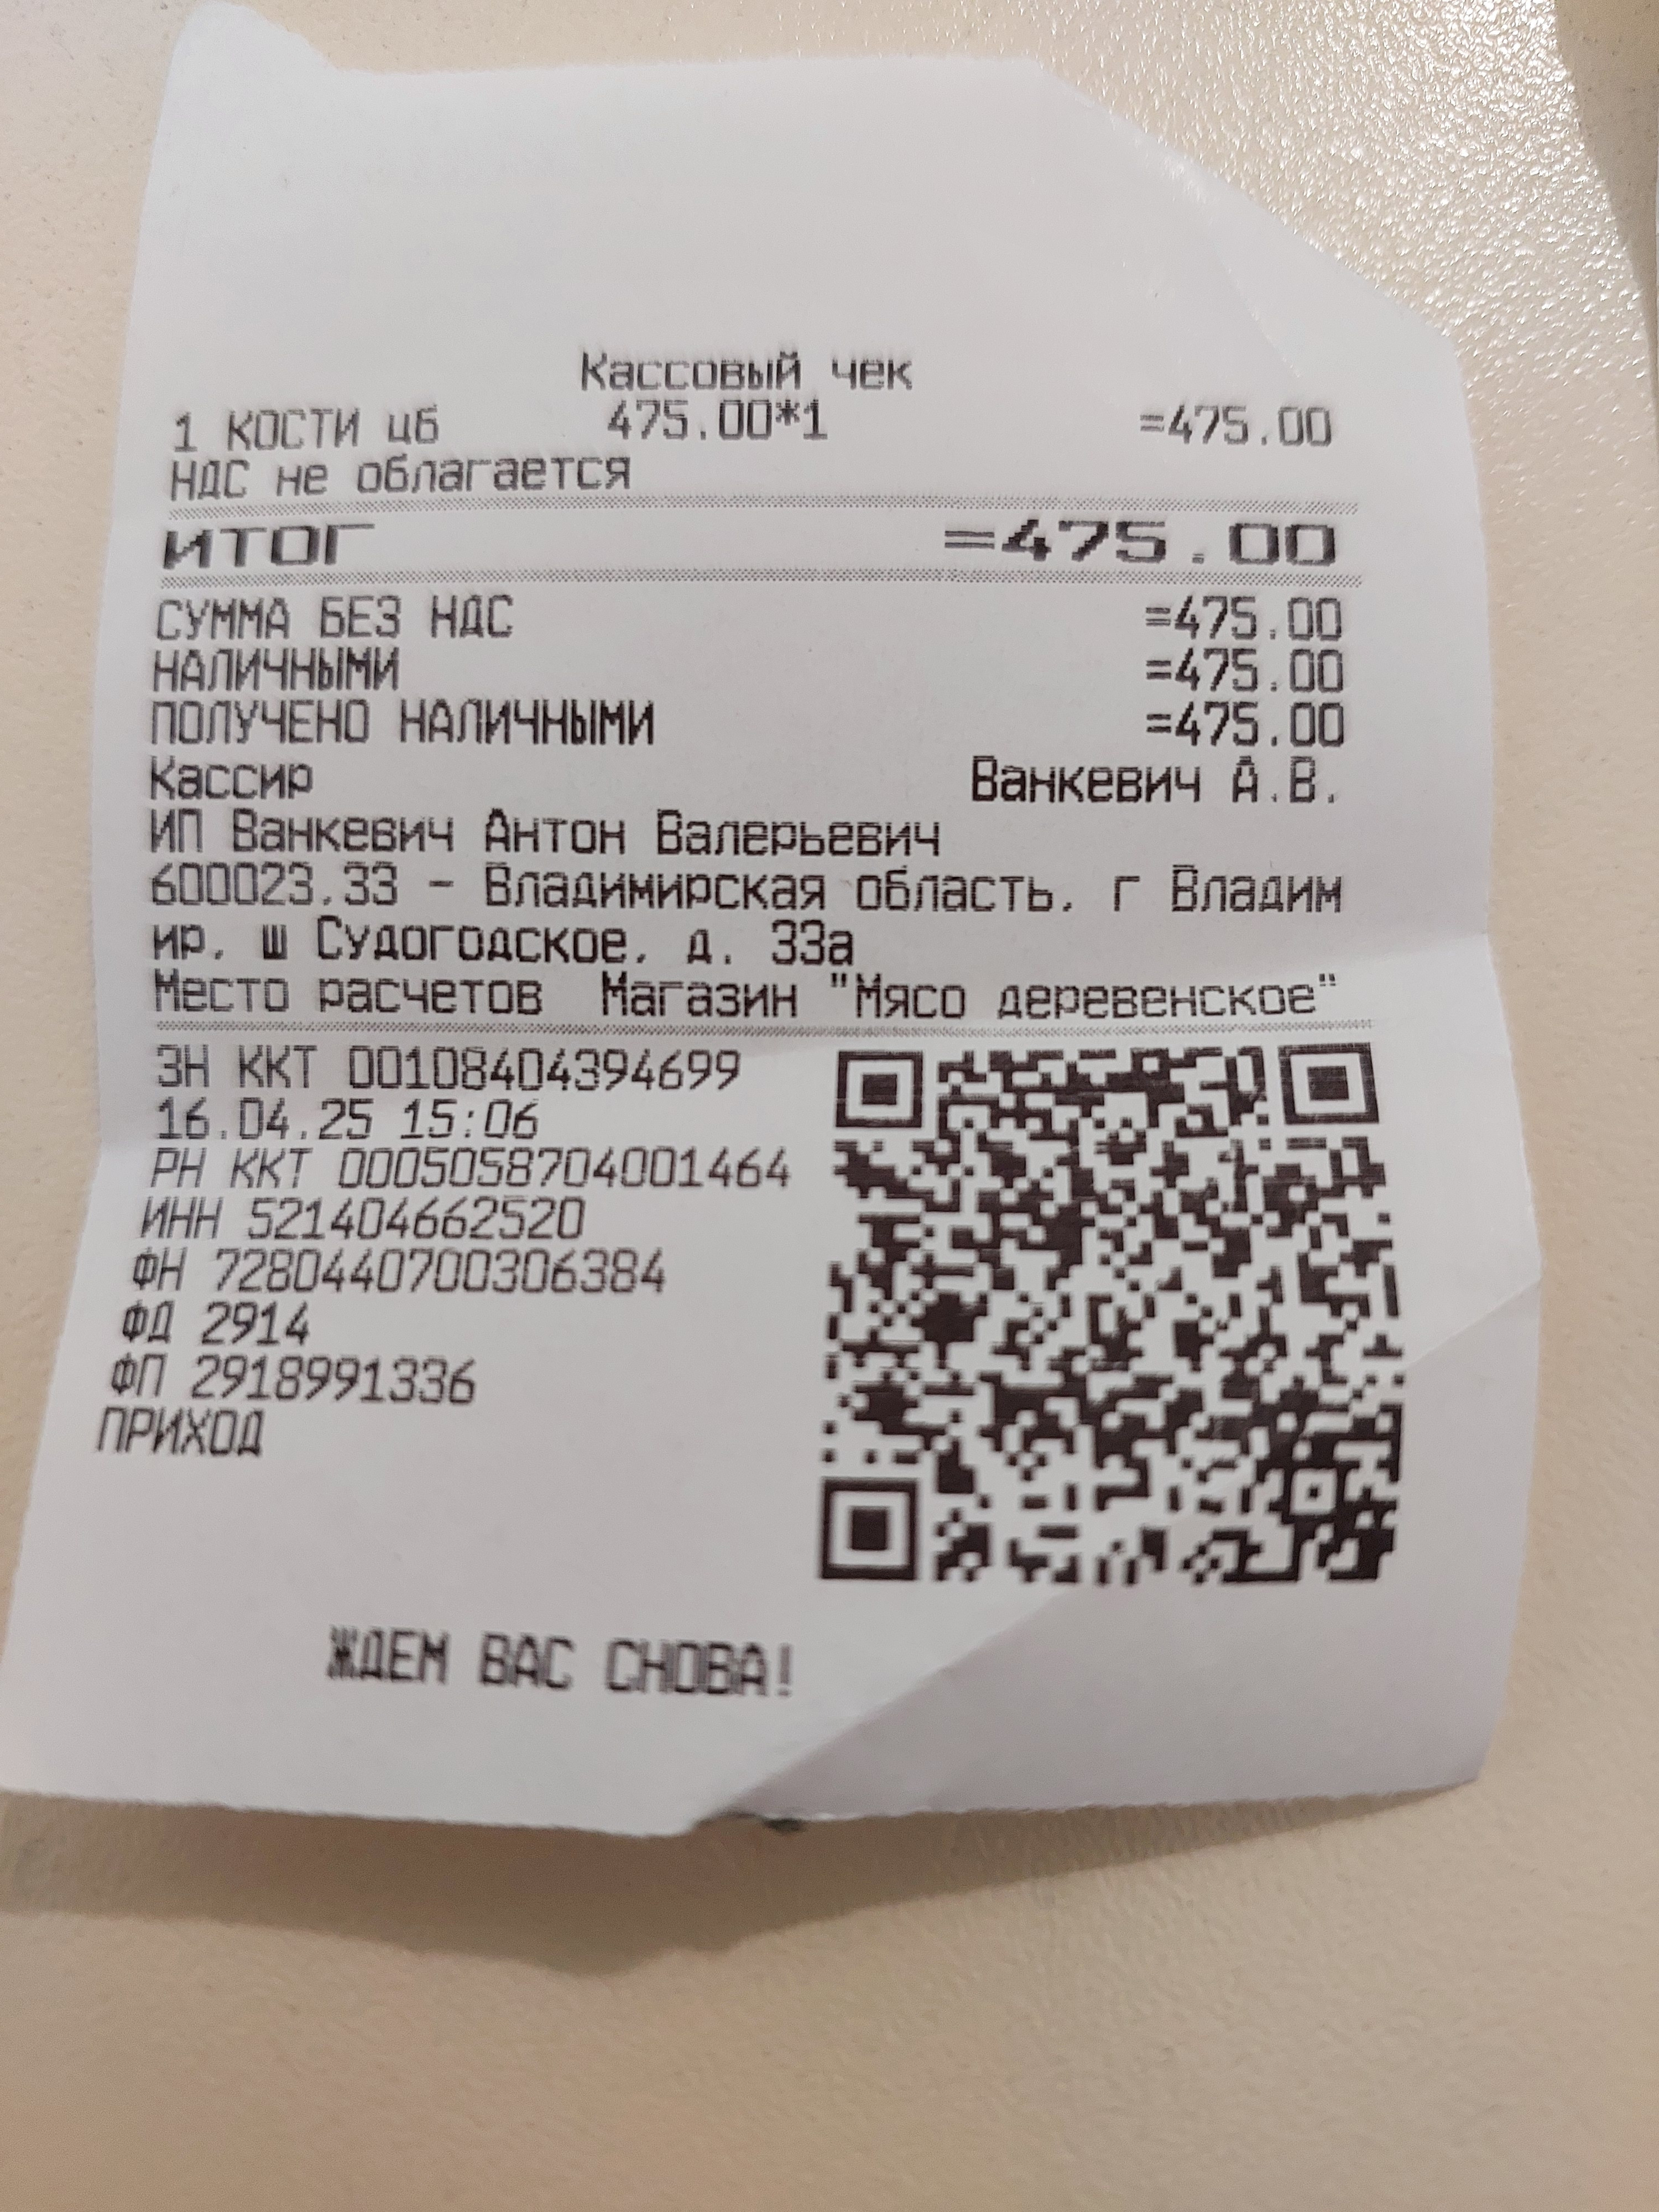 Кассовый чек
1 КОСТИ цб 475.00*1 =475.00
НДС не облагается
ИТОГ =475.00
СУММА БЕЗ НДС =475.00
НАЛИЧНЫМИ =475.00
ПОЛУЧЕНО НАЛИЧНЫМИ =475.00
Кассир Ванкевич А.В.
ИП Ванкевич Антон Валерьевич
600023,33 - Владимирская область, г Владим
ир, ш Судогодское, д. 33а
Место расчетов Магазин "Мясо деревенское"
ЗН ККТ 00108404394699
16.04.25 15:06
РН ККТ 0005058704001464
ИНН 521404662520
ФН 7280440700306384
ФД 2914
ФП 2918991336
ПРИХОД
ЖДЕМ ВАС СНОВА!